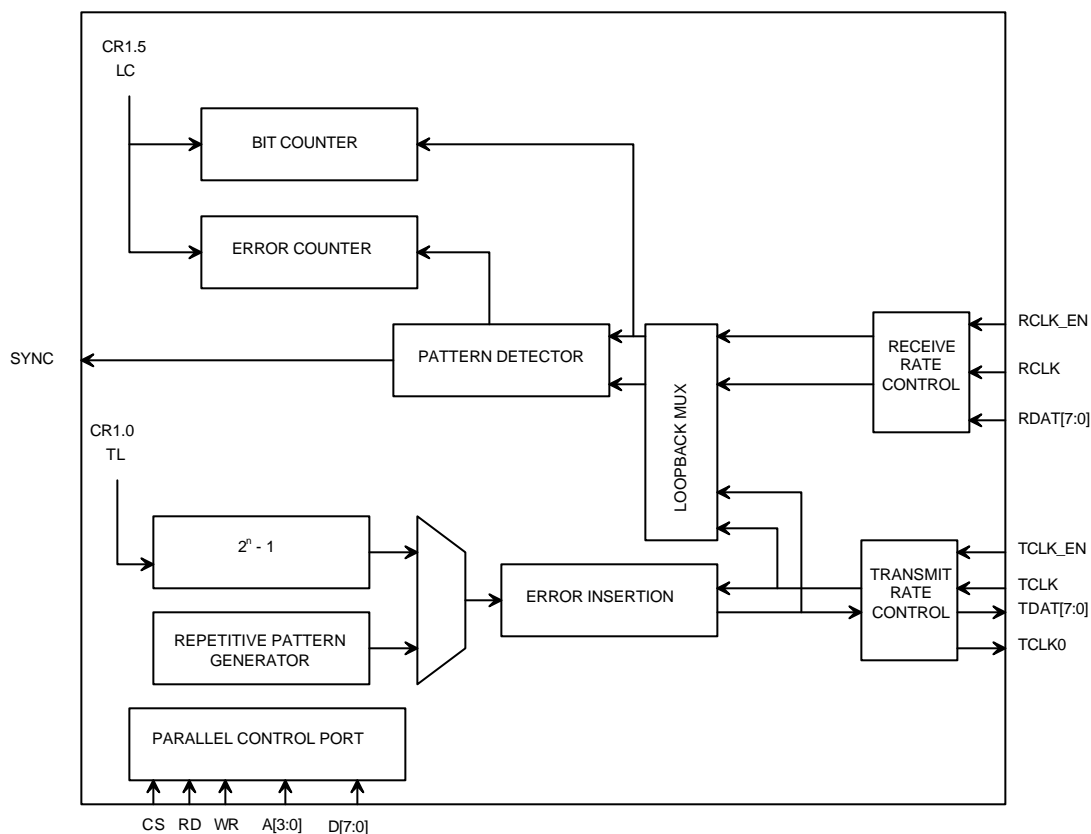 CR1.5
LC
BIT COUNTER
ERROR COUNTER
RCLK_EN
RECEIVE
RATE
CONTROL
RCLK
RDAT[7:0]
PATTERN DETECTOR
SYNC
LOOPBACK MUX
CR1.0
TL
2ⁿ - 1
TCLK_EN
TRANSMIT
RATE
CONTROL
TCLK
TDAT[7:0]
TCLK0
ERROR INSERTION
REPETITIVE PATTERN
GENERATOR
PARALLEL CONTROL PORT
CS RD WR A[3:0] D[7:0]